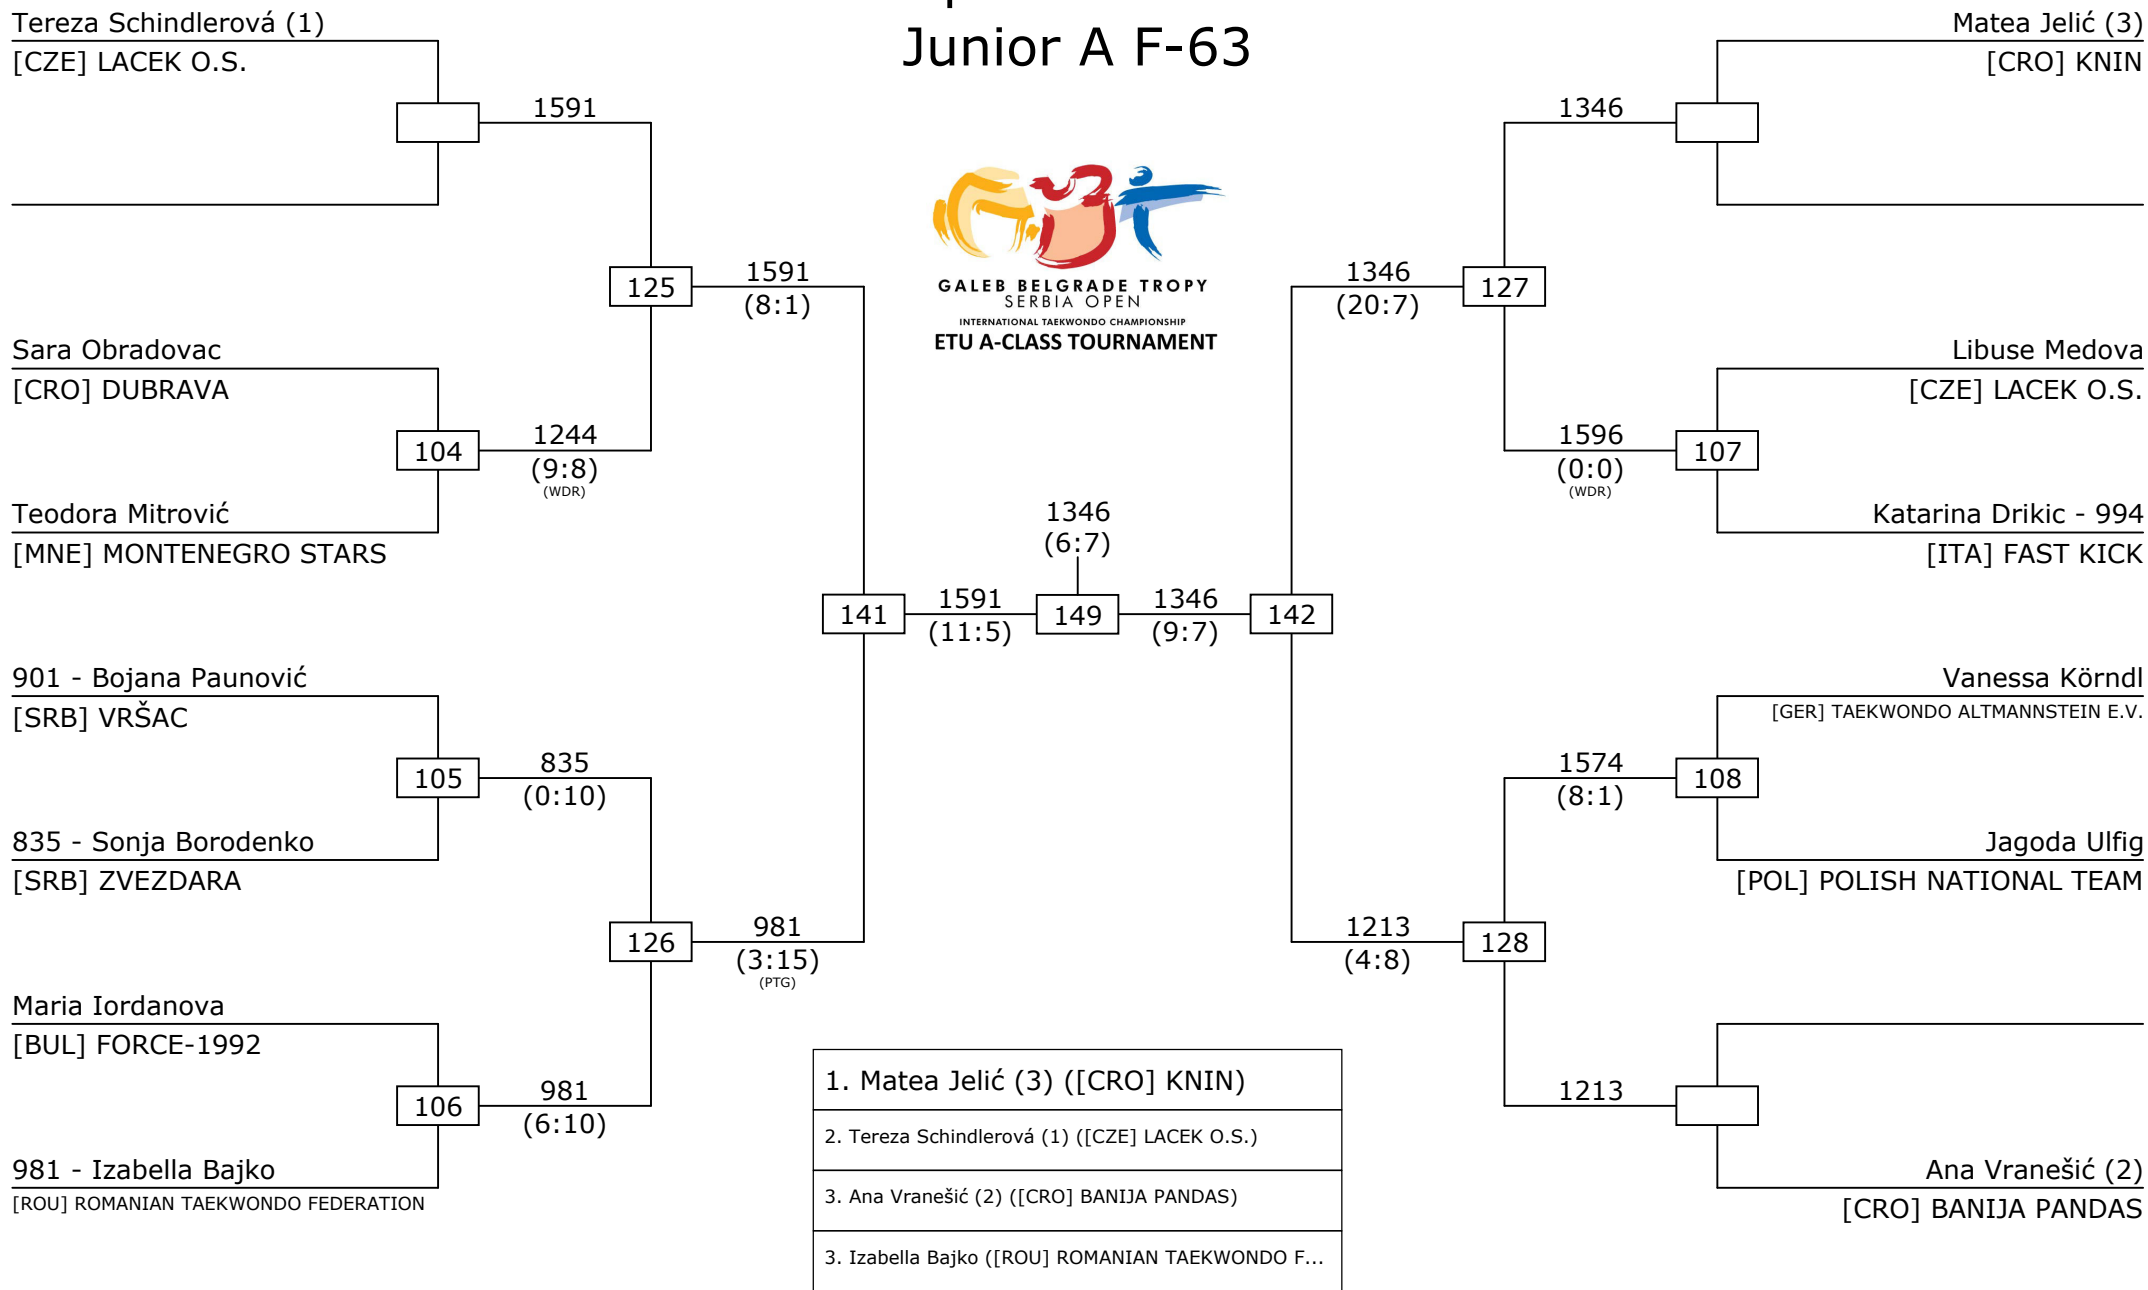 Junior A F-63
Tereza Schindlerová (1)
[CZE] LACEK O.S.
1591
Sara Obradovac
[CRO] DUBRAVA
104
1244
(9:8)
(WDR)
Teodora Mitrović
[MNE] MONTENEGRO STARS
125
1591
(8:1)
901 - Bojana Paunović
[SRB] VRŠAC
105
835
(0:10)
835 - Sonja Borodenko
[SRB] ZVEZDARA
126
981
(3:15)
(PTG)
Maria Iordanova
[BUL] FORCE-1992
106
981
(6:10)
981 - Izabella Bajko
[ROU] ROMANIAN TAEKWONDO FEDERATION
141
1591
(11:5)
GALEB BELGRADE TROPY
SERBIA OPEN
INTERNATIONAL TAEKWONDO CHAMPIONSHIP
ETU A-CLASS TOURNAMENT
1346
(6:7)
149
1346
(9:7)
142
Matea Jelić (3)
[CRO] KNIN
1346
1346
(20:7)
127
Libuse Medova
[CZE] LACEK O.S.
1596
(0:0)
(WDR)
107
Katarina Drikic - 994
[ITA] FAST KICK
Vanessa Körndl
[GER] TAEKWONDO ALTMANNSTEIN E.V.
1574
(8:1)
108
Jagoda Ulfig
[POL] POLISH NATIONAL TEAM
1213
(4:8)
128
1213
Ana Vranešić (2)
[CRO] BANIJA PANDAS
1. Matea Jelić (3) ([CRO] KNIN)
2. Tereza Schindlerová (1) ([CZE] LACEK O.S.)
3. Ana Vranešić (2) ([CRO] BANIJA PANDAS)
3. Izabella Bajko ([ROU] ROMANIAN TAEKWONDO F...